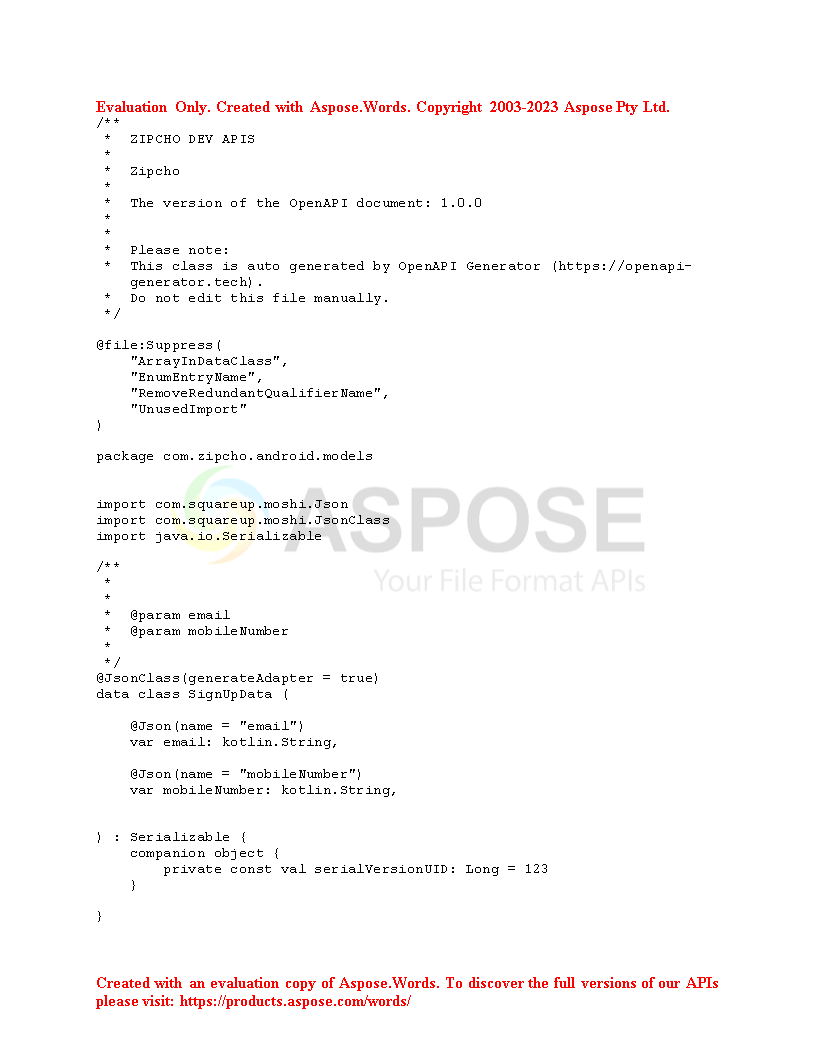 Evaluation Only. Created with Aspose.Words. Copyright 2003-2023 Aspose Pty Ltd.
/**
 *  ZIPCHO DEV APIS
 *
 *  Zipcho
 *
 *  The version of the OpenAPI document: 1.0.0
 *
 *
 *  Please note:
 *  This class is auto generated by OpenAPI Generator (https://openapi-
    generator.tech).
 *  Do not edit this file manually.
 */

@file:Suppress(
    "ArrayInDataClass",
    "EnumEntryName",
    "RemoveRedundantQualifierName",
    "UnusedImport"
)

package com.zipcho.android.models

import com.squareup.moshi.Json
import com.squareup.moshi.JsonClass
import java.io.Serializable
ASPOSE
Your File Format APIs

/**
 *
 *
 *  @param email
 *  @param mobileNumber
 *
 */
@JsonClass(generateAdapter = true)
data class SignUpData (

    @Json(name = "email")
    var email: kotlin.String,

    @Json(name = "mobileNumber")
    var mobileNumber: kotlin.String,

) : Serializable {
    companion object {
        private const val serialVersionUID: Long = 123
    }

}

Created with an evaluation copy of Aspose.Words. To discover the full versions of our APIs
please visit: https://products.aspose.com/words/